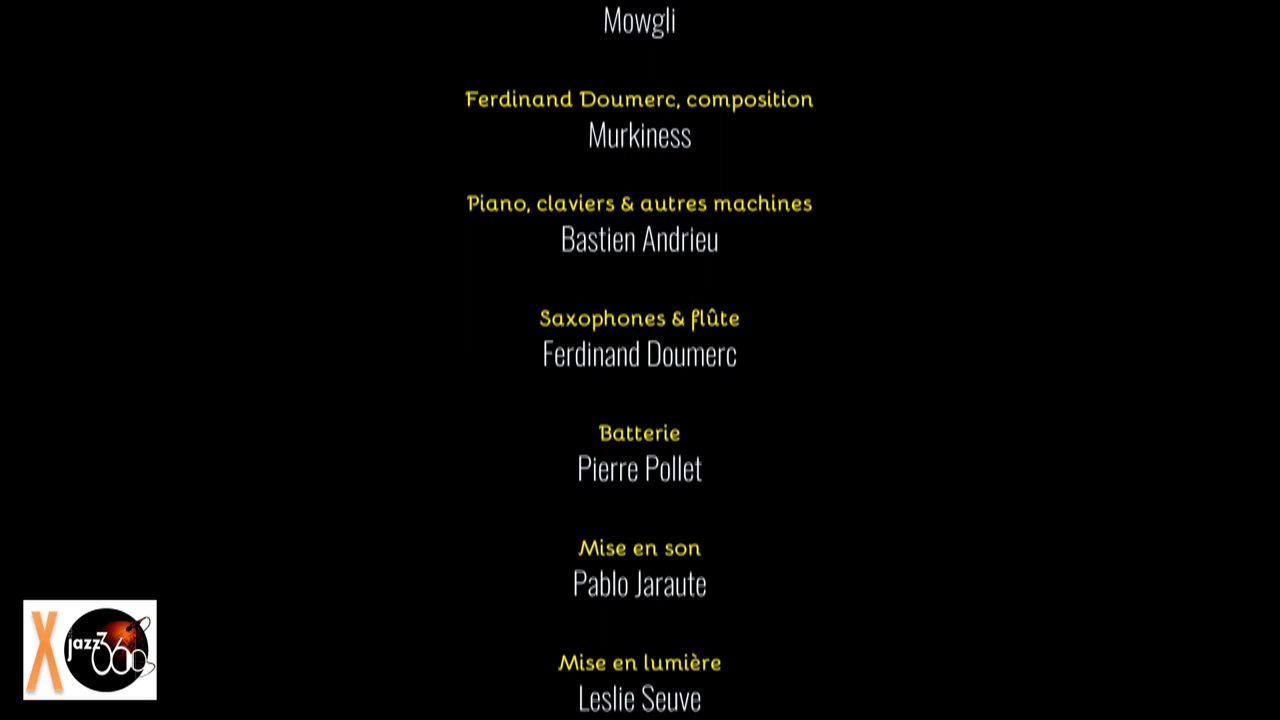 Mowgli
Ferdinand Doumerc, composition
Murkiness
Piano, claviers & autres machines
Bastien Andrieu
Saxophones & flûte
Ferdinand Doumerc
Batterie
Pierre Pollet
Mise en son
Pablo Jaraute
Mise en lumière
Leslie Seuve
X jazz360